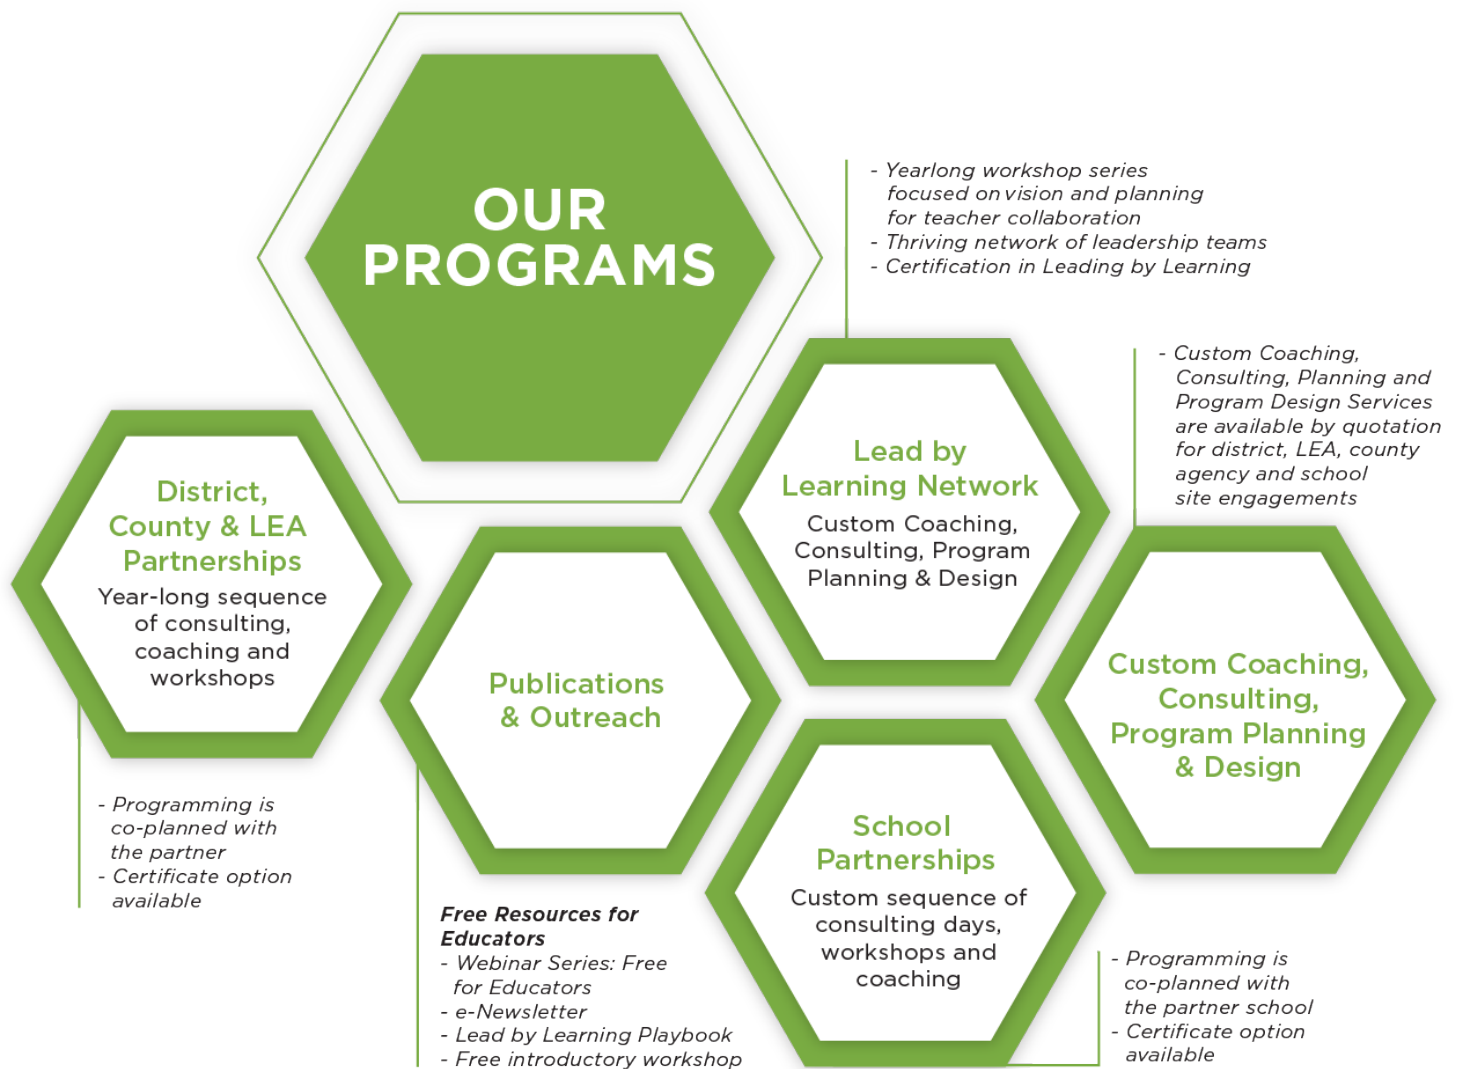 OUR
PROGRAMS
- Yearlong workshop series
focused on vision and planning
for teacher collaboration
- Thriving network of leadership teams
- Certification in Leading by Learning
- Custom Coaching,
Consulting, Planning and
Program Design Services
are available by quotation
for district, LEA, county
agency and school
site engagements
Lead by
Learning Network
Custom Coaching,
Consulting, Program
Planning & Design
District,
County & LEA
Partnerships
Year-long sequence
of consulting,
coaching and
workshops
Publications
& Outreach
Custom Coaching,
Consulting,
Program Planning
& Design
- Programming is
co-planned with
the partner
- Certificate option
available
School
Partnerships
Custom sequence of
consulting days,
workshops and
coaching
Free Resources for
Educators
- Webinar Series: Free
for Educators
- e-Newsletter
- Lead by Learning Playbook
- Free introductory workshop
- Programming is
co-planned with
the partner school
- Certificate option
available